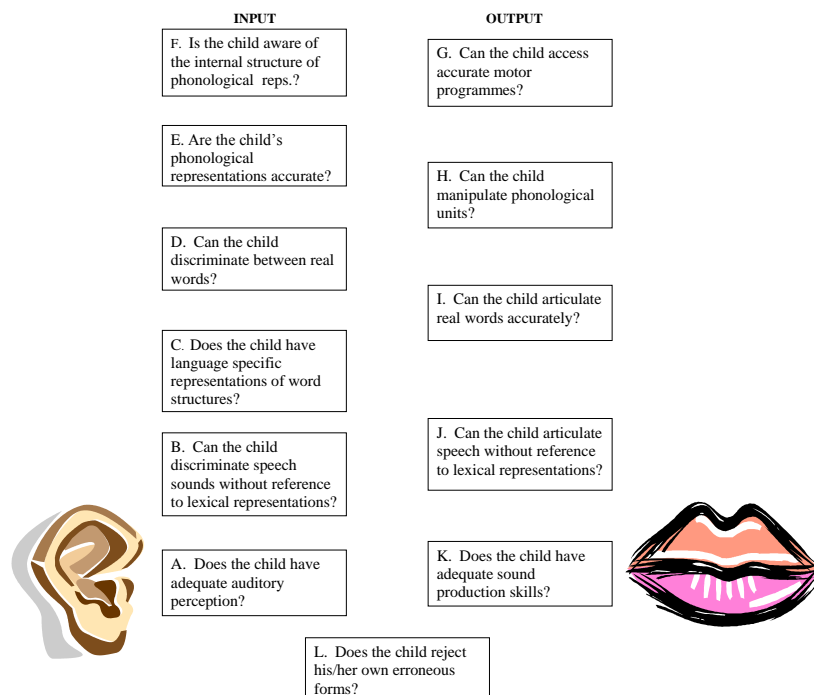 INPUT
F. Is the child aware of
the internal structure of
phonological reps.?
E. Are the child's
phonological
representations accurate?
D. Can the child
discriminate between real
words?
C. Does the child have
language specific
representations of word
structures?
B. Can the child
discriminate speech
sounds without reference
to lexical representations?
A. Does the child have
adequate auditory
perception?
OUTPUT
G. Can the child access
accurate motor
programmes?
H. Can the child
manipulate phonological
units?
I. Can the child articulate
real words accurately?
J. Can the child articulate
speech without reference
to lexical representations?
K. Does the child have
adequate sound
production skills?
L. Does the child reject
his/her own erroneous
forms?